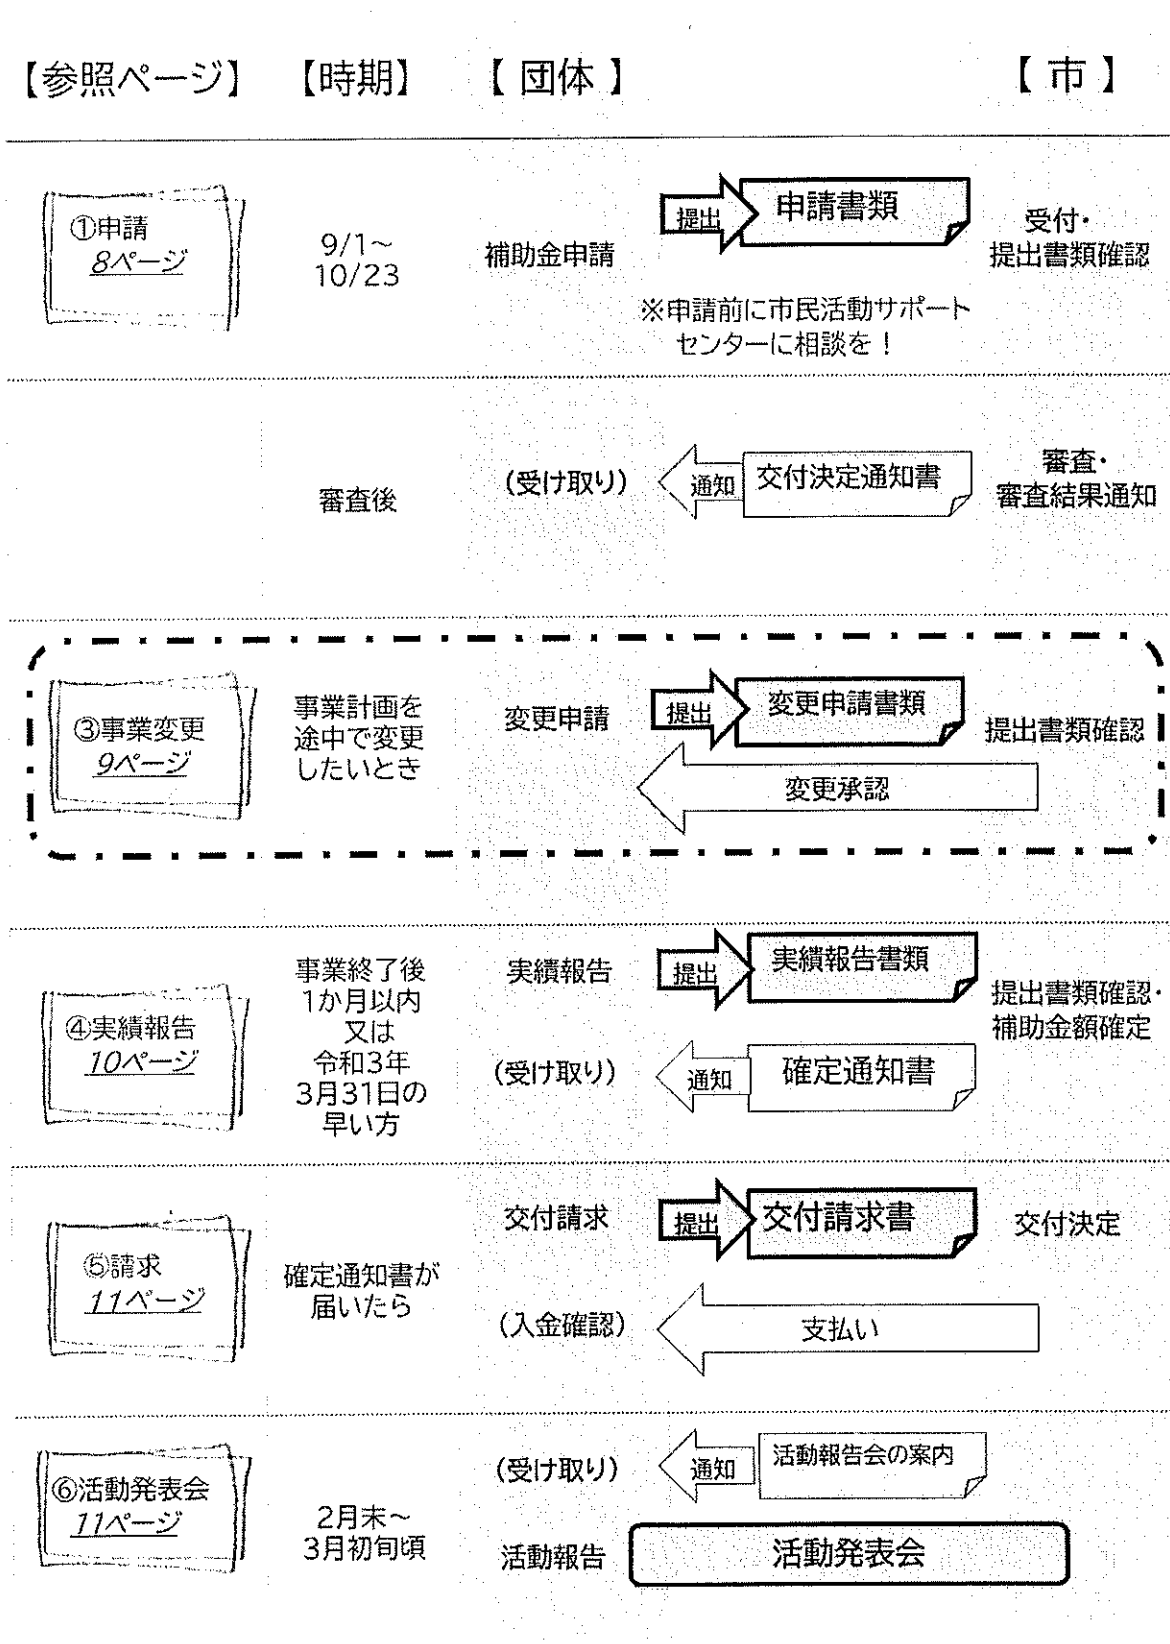 【参照ページ】 【時期】 【 団体 】 【 市 】
①申請
8ページ
9/1～
10/23
補助金申請
提出
申請書類
受付・
提出書類確認
※申請前に市民活動サポート
センターに相談を！
審査後
（受け取り）
通知
交付決定通知書
審査・
審査結果通知
③事業変更
9ページ
事業計画を
途中で変更
したいとき
変更申請
提出
変更申請書類
提出書類確認
変更承認
④実績報告
10ページ
事業終了後
1か月以内
又は
令和3年
3月31日の
早い方
実績報告
提出
実績報告書類
提出書類確認・
補助金額確定
（受け取り）
通知
確定通知書
⑤請求
11ページ
確定通知書が
届いたら
交付請求
提出
交付請求書
交付決定
（入金確認）
支払い
⑥活動発表会
11ページ
2月末～
3月初旬頃
（受け取り）
通知
活動報告会の案内
活動報告
活動発表会